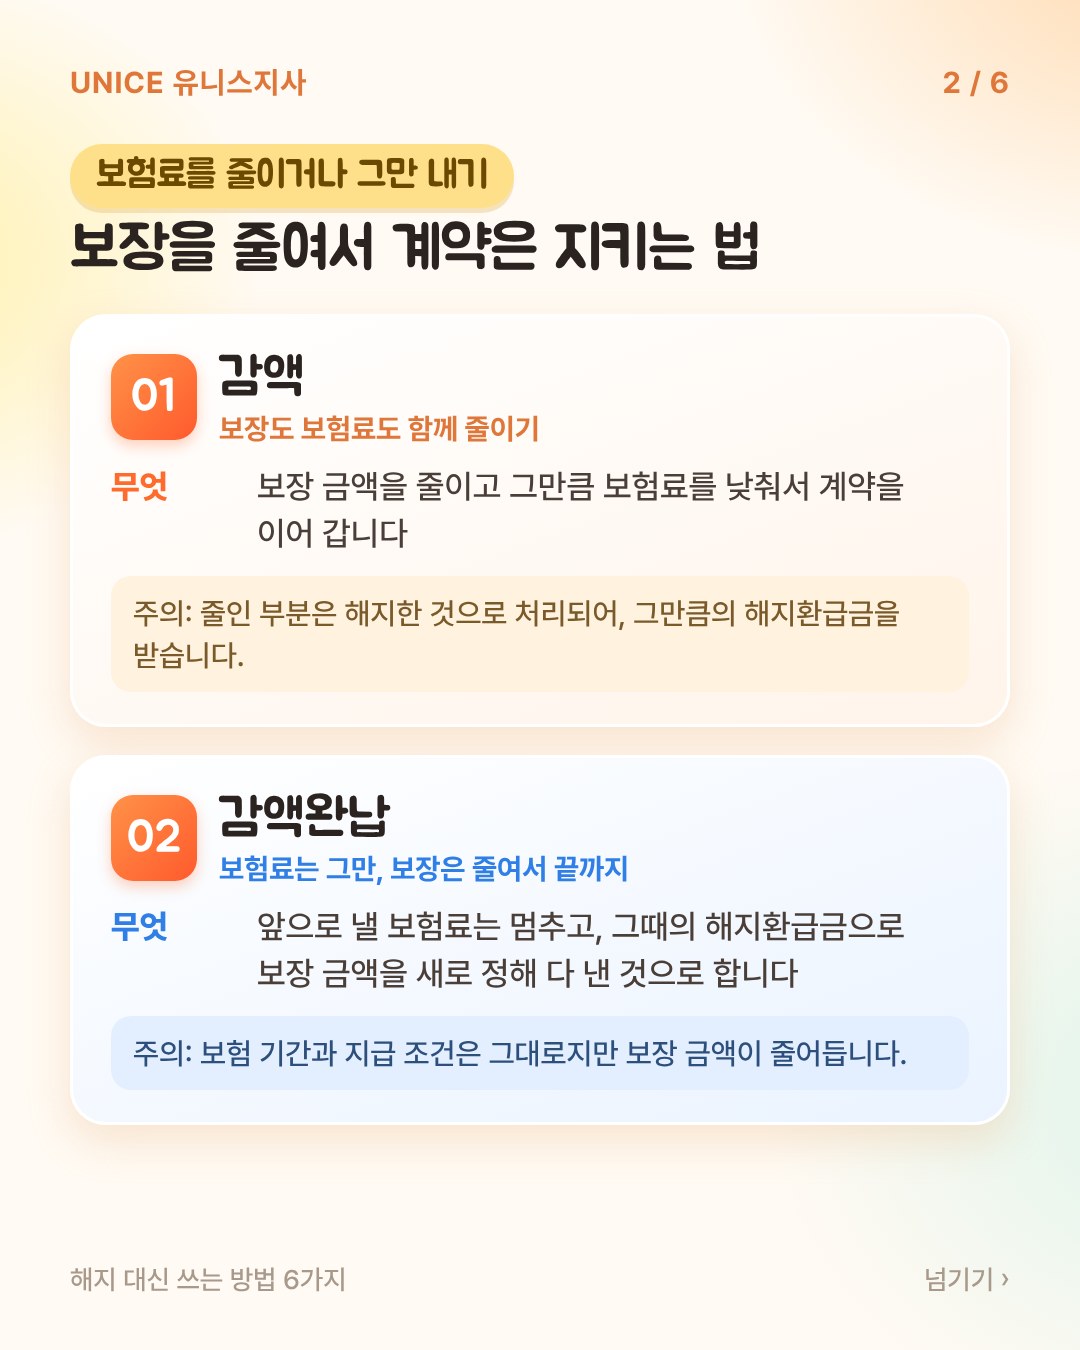 UNICE 유니스지사
2 / 6
보험료를 줄이거나 그만 내기
보장을 줄여서 계약은 지키는 법
01
감액
보장도 보험료도 함께 줄이기
무엇
보장 금액을 줄이고 그만큼 보험료를 낮춰서 계약을
이어 갑니다
주의: 줄인 부분은 해지한 것으로 처리되어, 그만큼의 해지환급금을
받습니다.
02
감액완납
보험료는 그만, 보장은 줄여서 끝까지
무엇
앞으로 낼 보험료는 멈추고, 그때의 해지환급금으로
보장 금액을 새로 정해 다 낸 것으로 합니다
주의: 보험 기간과 지급 조건은 그대로지만 보장 금액이 줄어듭니다.
해지 대신 쓰는 방법 6가지
넘기기 ›